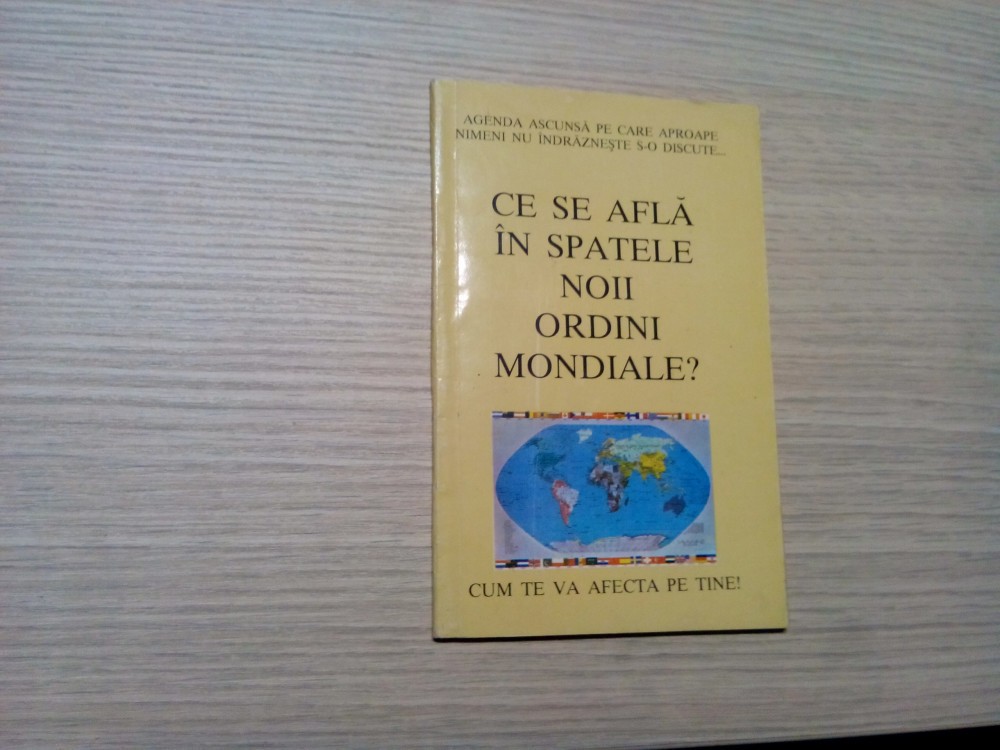 AGENDA ASCUNSĂ PE CARE APROAPE
NIMENI NU ÎNDRĂZNEŞTE S-O DISCUTE...
CE SE AFLĂ
ÎN SPATELE
NOII
ORDINI
MONDIALE?
CUM TE VA AFECTA PE TINE!